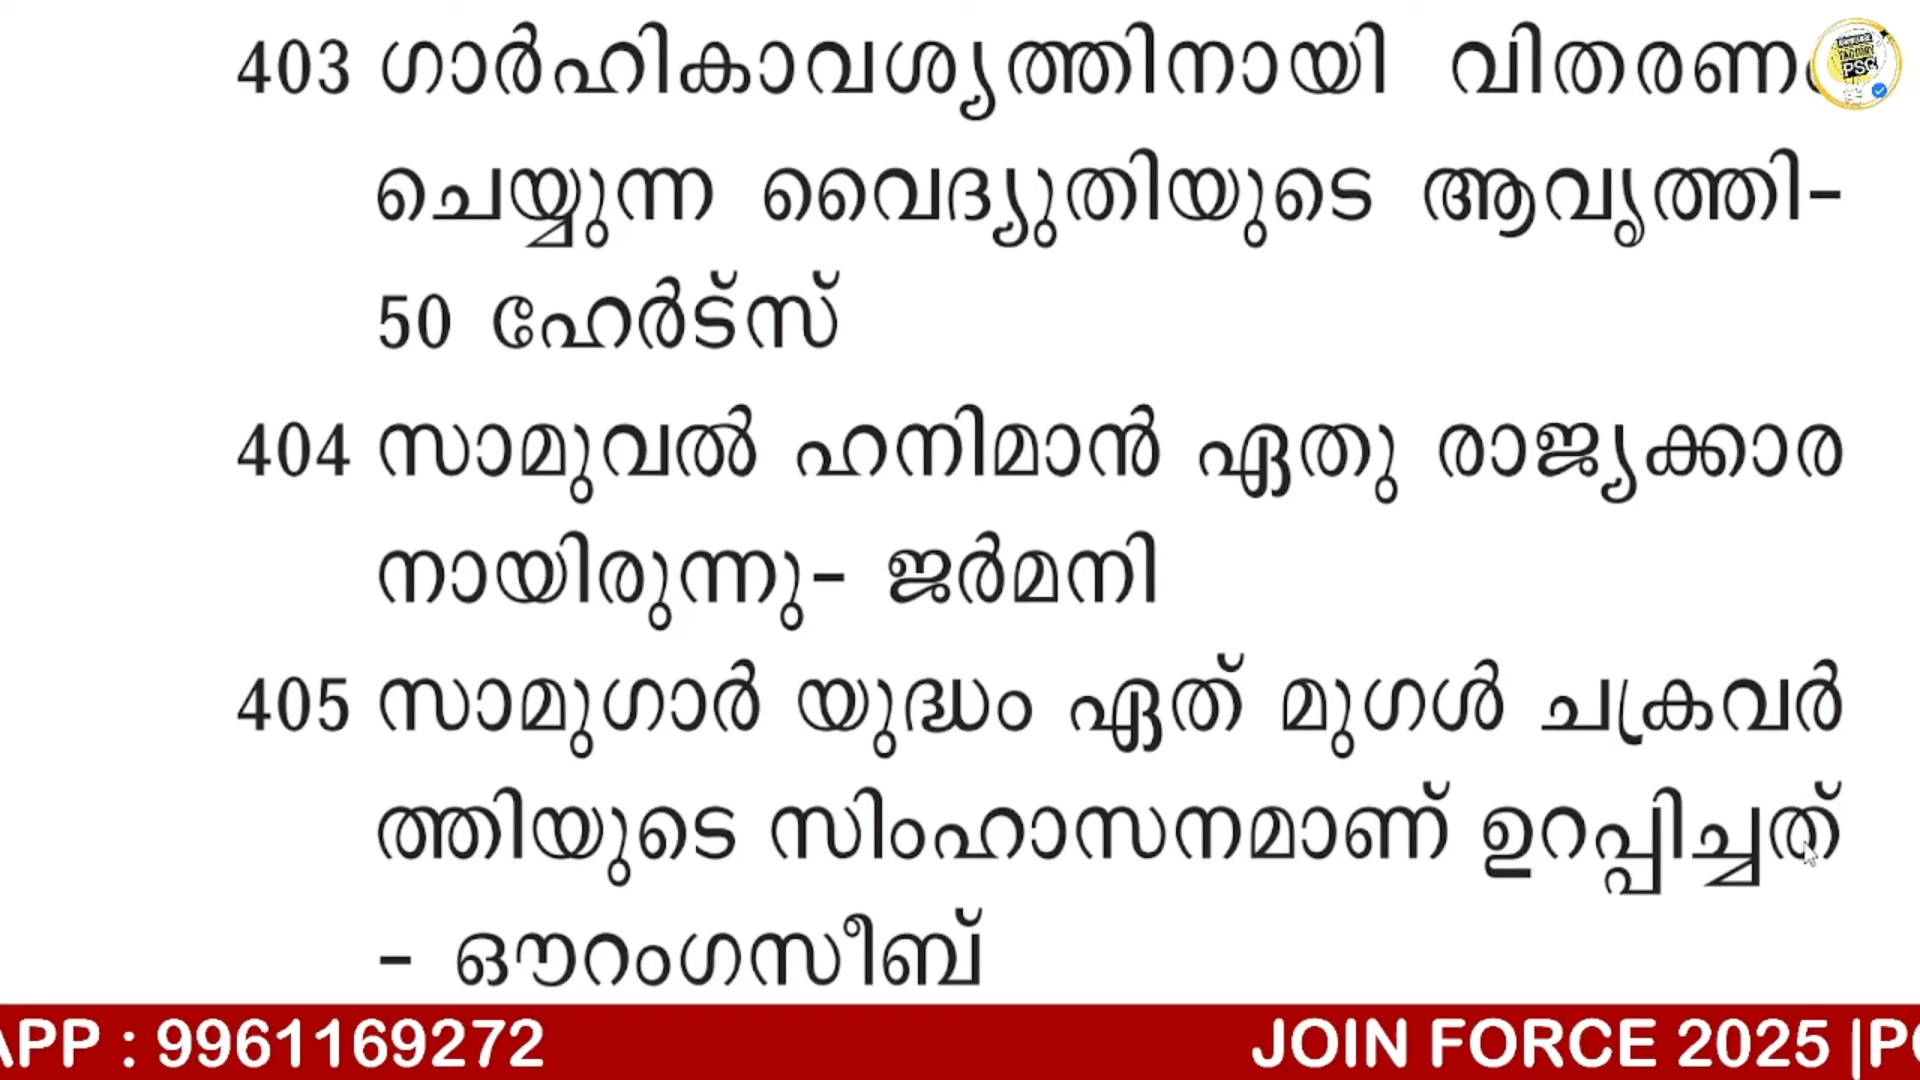 403 ഗാർഹികാവശ്യത്തിനായി വിതരണ
ചെയ്യുന്ന വൈദ്യുതിയുടെ ആവൃത്തി-
50 ഹേർട്സ്
404 സാമുവൽ ഹനിമാൻ ഏതു രാജ്യക്കാര
നായിരുന്നു- ജർമനി
405 സാമുഗാർ യുദ്ധം ഏത് മുഗൾ ചക്രവർ
ത്തിയുടെ സിംഹാസനമാണ് ഉറപ്പിച്ചത്
- ഔറംഗസീബ്
APP : 9961169272 JOIN FORCE 2025 |P
PSC